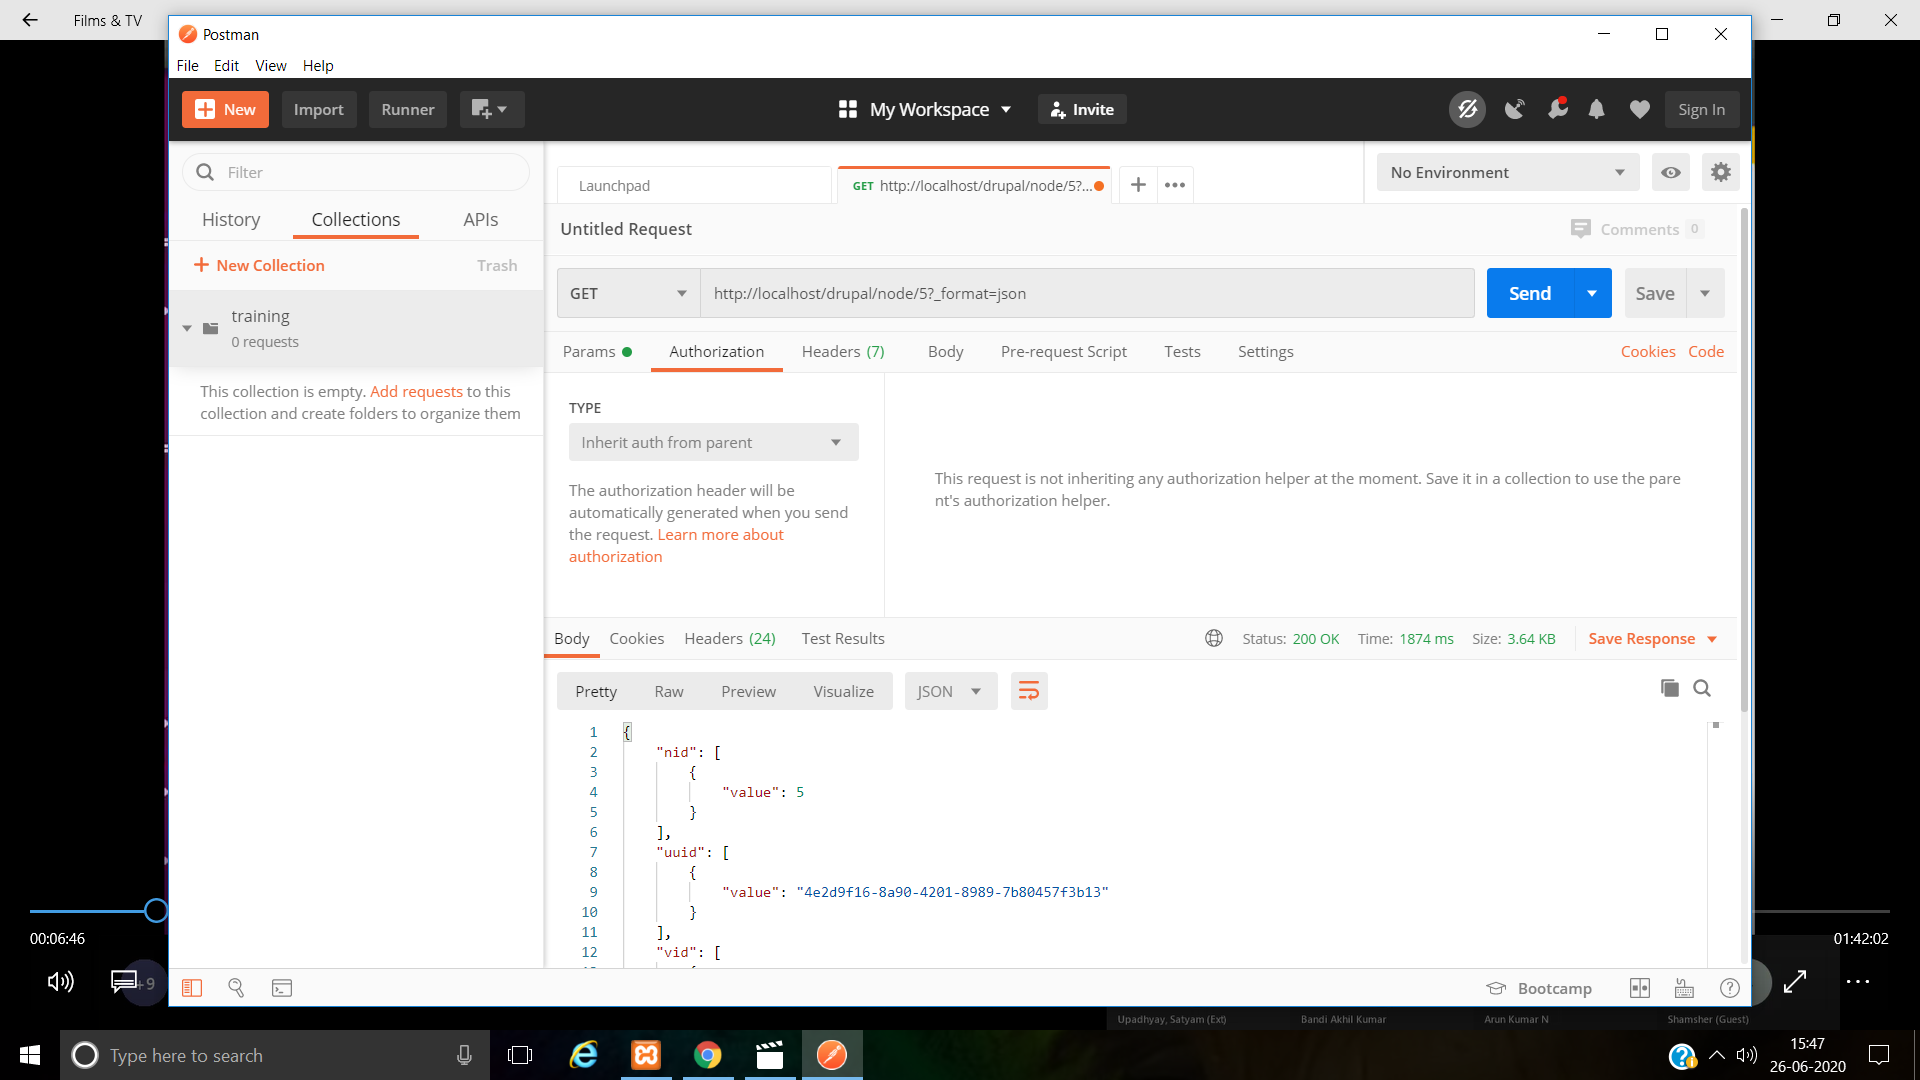 Films & TV
Postman
File Edit View Help
New Import Runner My Workspace Invite Sign In
Filter
Launchpad GET http://localhost/drupal/node/5?... No Environment
History Collections APIs
Untitled Request Comments 0
New Collection Trash
GET http://localhost/drupal/node/5?_format=json Send Save
training
0 requests
Params Authorization Headers (7) Body Pre-request Script Tests Settings Cookies Code
This collection is empty. Add requests to this
collection and create folders to organize them
TYPE
Inherit auth from parent
The authorization header will be
automatically generated when you send
the request. Learn more about
authorization
This request is not inheriting any authorization helper at the moment. Save it in a collection to use the pare
nt's authorization helper.
Body Cookies Headers (24) Test Results Status: 200 OK Time: 1874 ms Size: 3.64 KB Save Response
Pretty Raw Preview Visualize JSON
1 {
2 "nid": [
3 {
4 "value": 5
5 }
6 ],
7 "uuid": [
8 {
9 "value": "4e2d9f16-8a90-4201-8989-7b80457f3b13"
10 }
11 ],
12 "vid": [
00:06:46 01:42:02
+9
Bootcamp
Upadhyay, Satyam (Ext) Bandi Akhil Kumar Arun Kumar N Shamsher (Guest)
Type here to search
15:47
26-06-2020